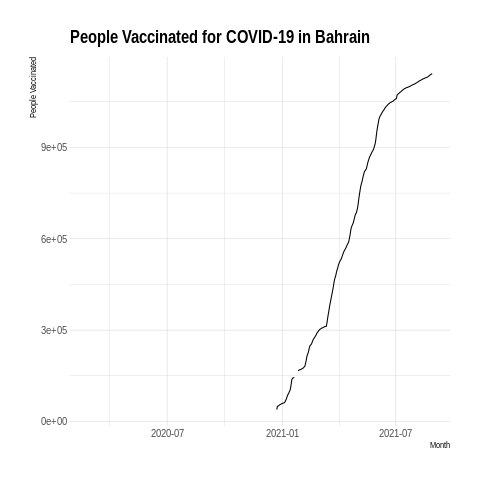 People Vaccinated for COVID-19 in Bahrain
People Vaccinated
9e+05
6e+05
3e+05
0e+00
2020-07
2021-01
2021-07
Month